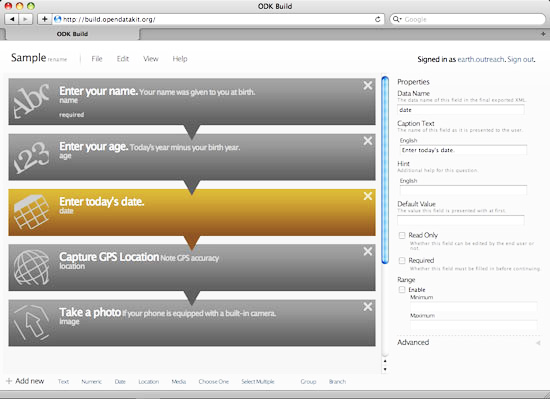 ODK Build
http://build.opendatakit.org/
Google
ODK Build
Sample rename
File Edit View Help
Signed in as earth.outreach. Sign out.
Abc
Enter your name. Your name was given to you at birth.
name
required
123
Enter your age. Today's year minus your birth year.
age
Enter today's date.
date
Capture GPS Location Note GPS accuracy
location
Take a photo If your phone is equipped with a built-in camera.
image
Properties
Data Name
The data name of this field in the final exported XML.
date
Caption Text
The name of this field as it is presented to the user.
English
Enter today's date.
Hint
Additional help for this question.
English
Default Value
The value this field is presented with at first.
Read Only
Whether this field can be edited by the end user or not.
Required
Whether this field must be filled in before continuing.
Range
Enable
Minimum
Maximum
Advanced
+ Add new Text Numeric Date Location Media Choose One Select Multiple Group Branch